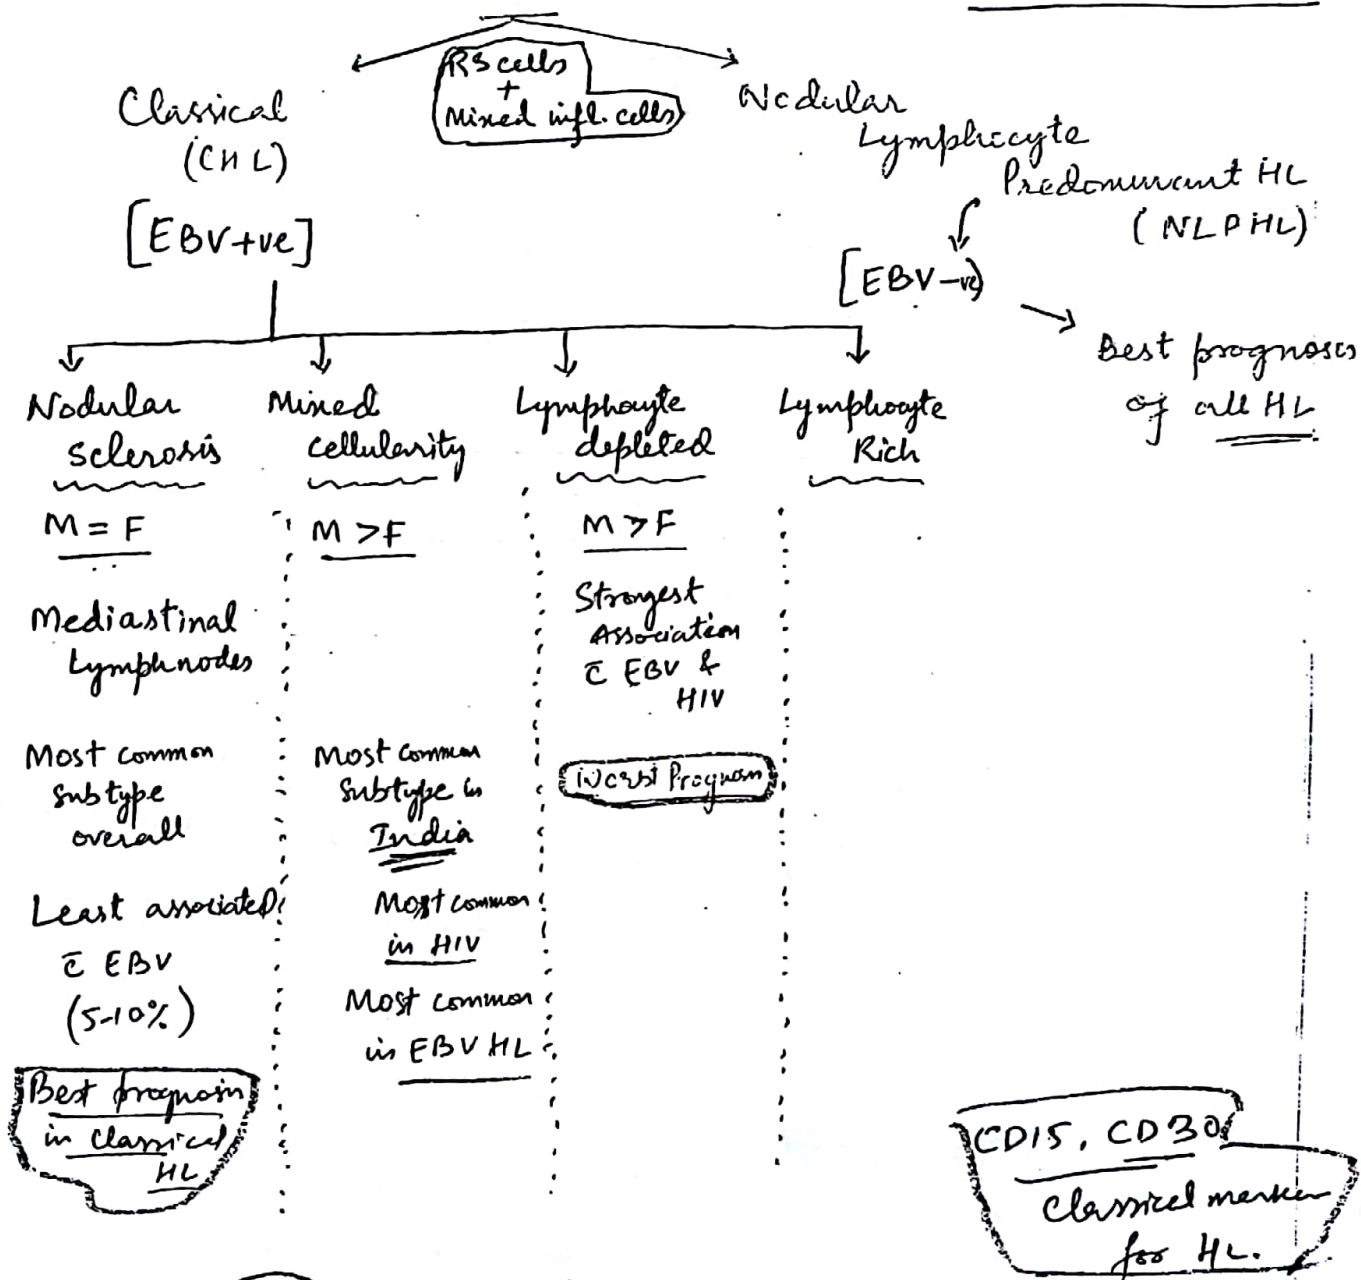 RS cells
+
Mixed infl. cells
Classical
(CHL)
[EBV+ve]
Nodular
Lymphocyte
Predominant HL
(NLPHL)
[EBV-ve)
Best prognosis
of all HL
Nodular
sclerosis
M = F
Mediastinal
Lymphnodes
Most common
subtype
overall
Least associated
c̄ EBV
(5-10%)
Best prognosis
in classical
HL
Mixed
cellularity
M >F
Most common
subtype in
India
Most common
in HIV
Most common
in EBV HL
Lymphocyte
depleted
M >F
Strongest
Association
c̄ EBV &
HIV
Worst Prognosis
Lymphocyte
Rich
CD15, CD30
Classical marker
for HL.